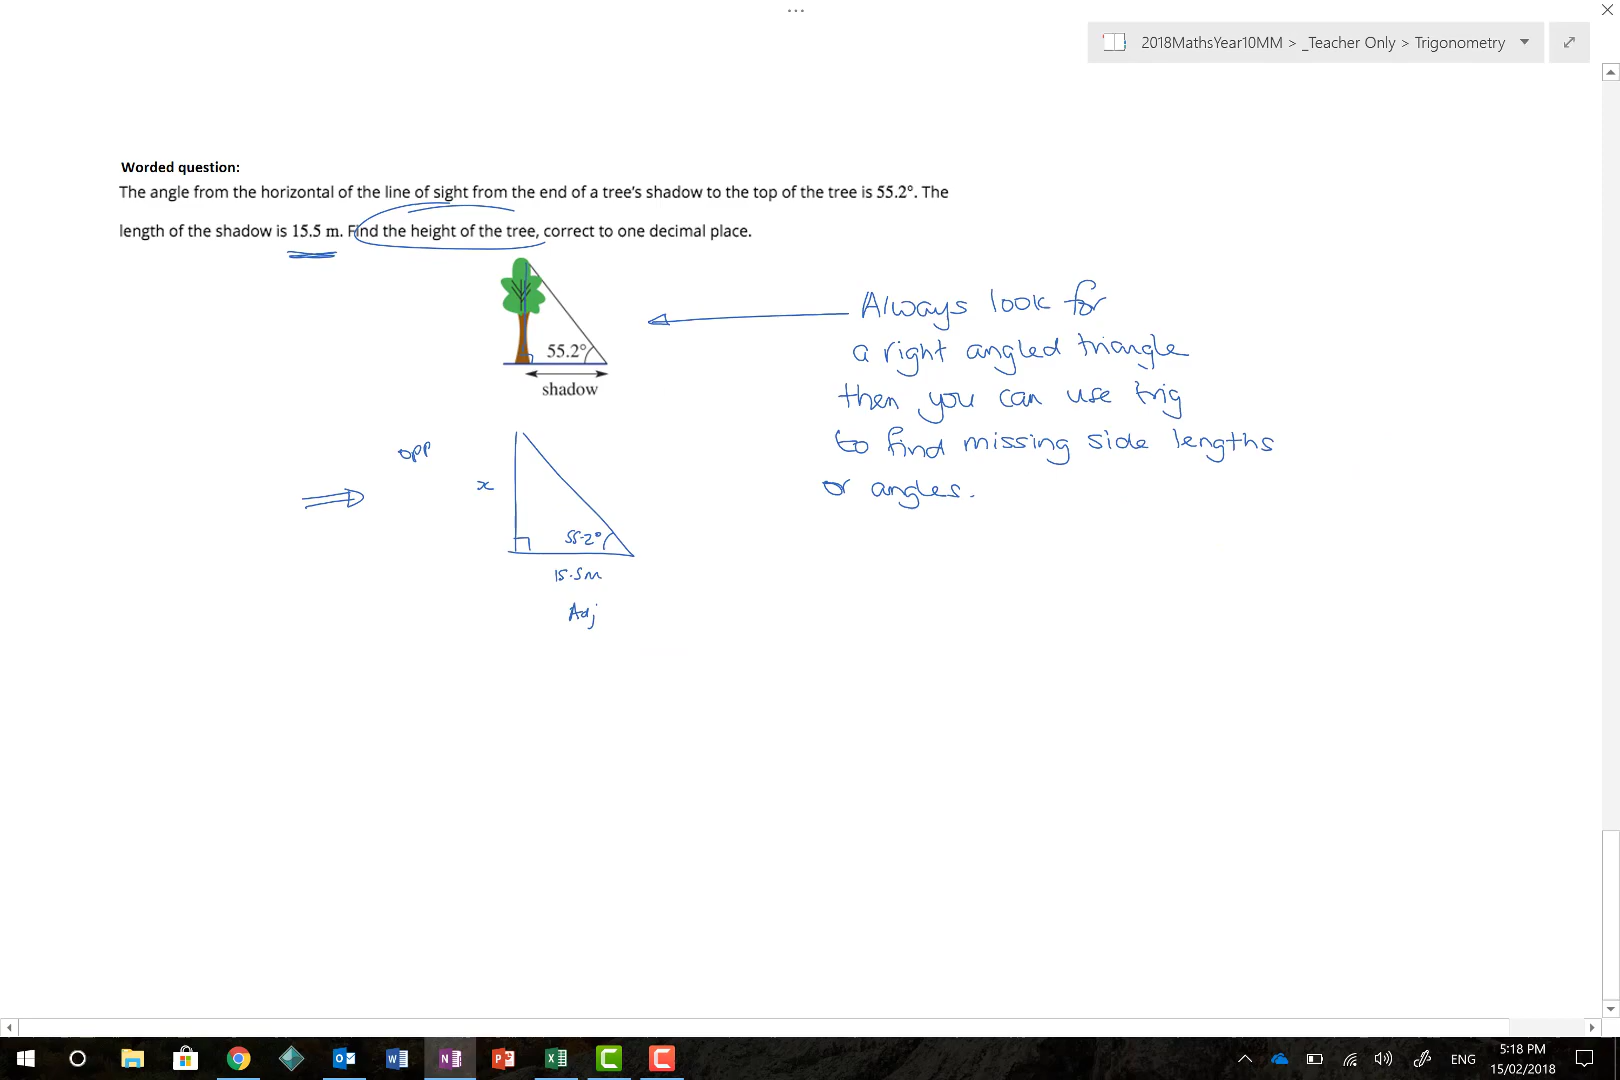 ...
2018MathsYear10MM > _Teacher Only > Trigonometry
Worded question:
The angle from the horizontal of the line of sight from the end of a tree's shadow to the top of the tree is 55.2°. The
length of the shadow is 15.5 m. Find the height of the tree, correct to one decimal place.
55.2°
shadow
Always look for
a right angled triangle
then you can use trig
to find missing side lengths
or angles.
opp
x
55.2°
15.5m
Adj
ENG
5:18 PM
15/02/2018